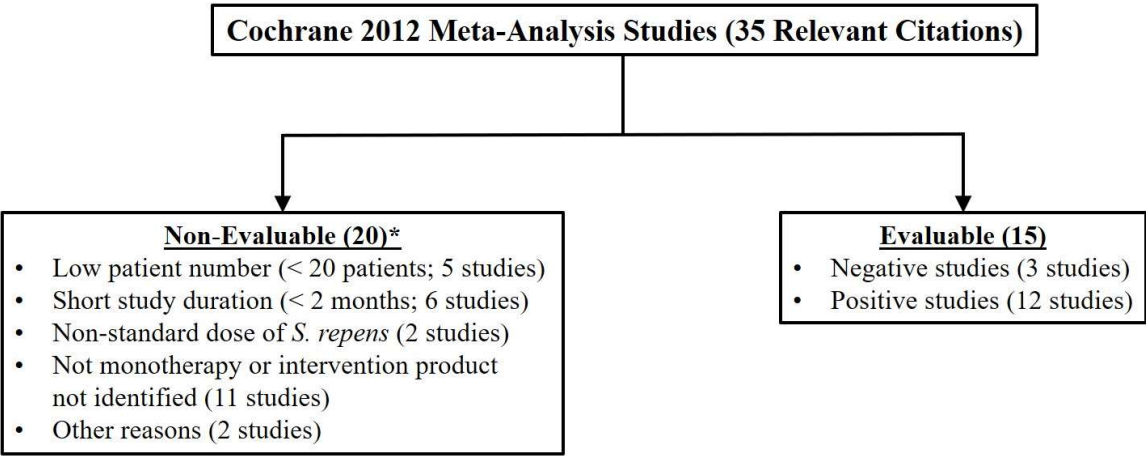 Cochrane 2012 Meta-Analysis Studies (35 Relevant Citations)
Non-Evaluable (20)*
• Low patient number (< 20 patients; 5 studies)
• Short study duration (< 2 months; 6 studies)
• Non-standard dose of S. repens (2 studies)
• Not monotherapy or intervention product
not identified (11 studies)
• Other reasons (2 studies)
Evaluable (15)
• Negative studies (3 studies)
• Positive studies (12 studies)